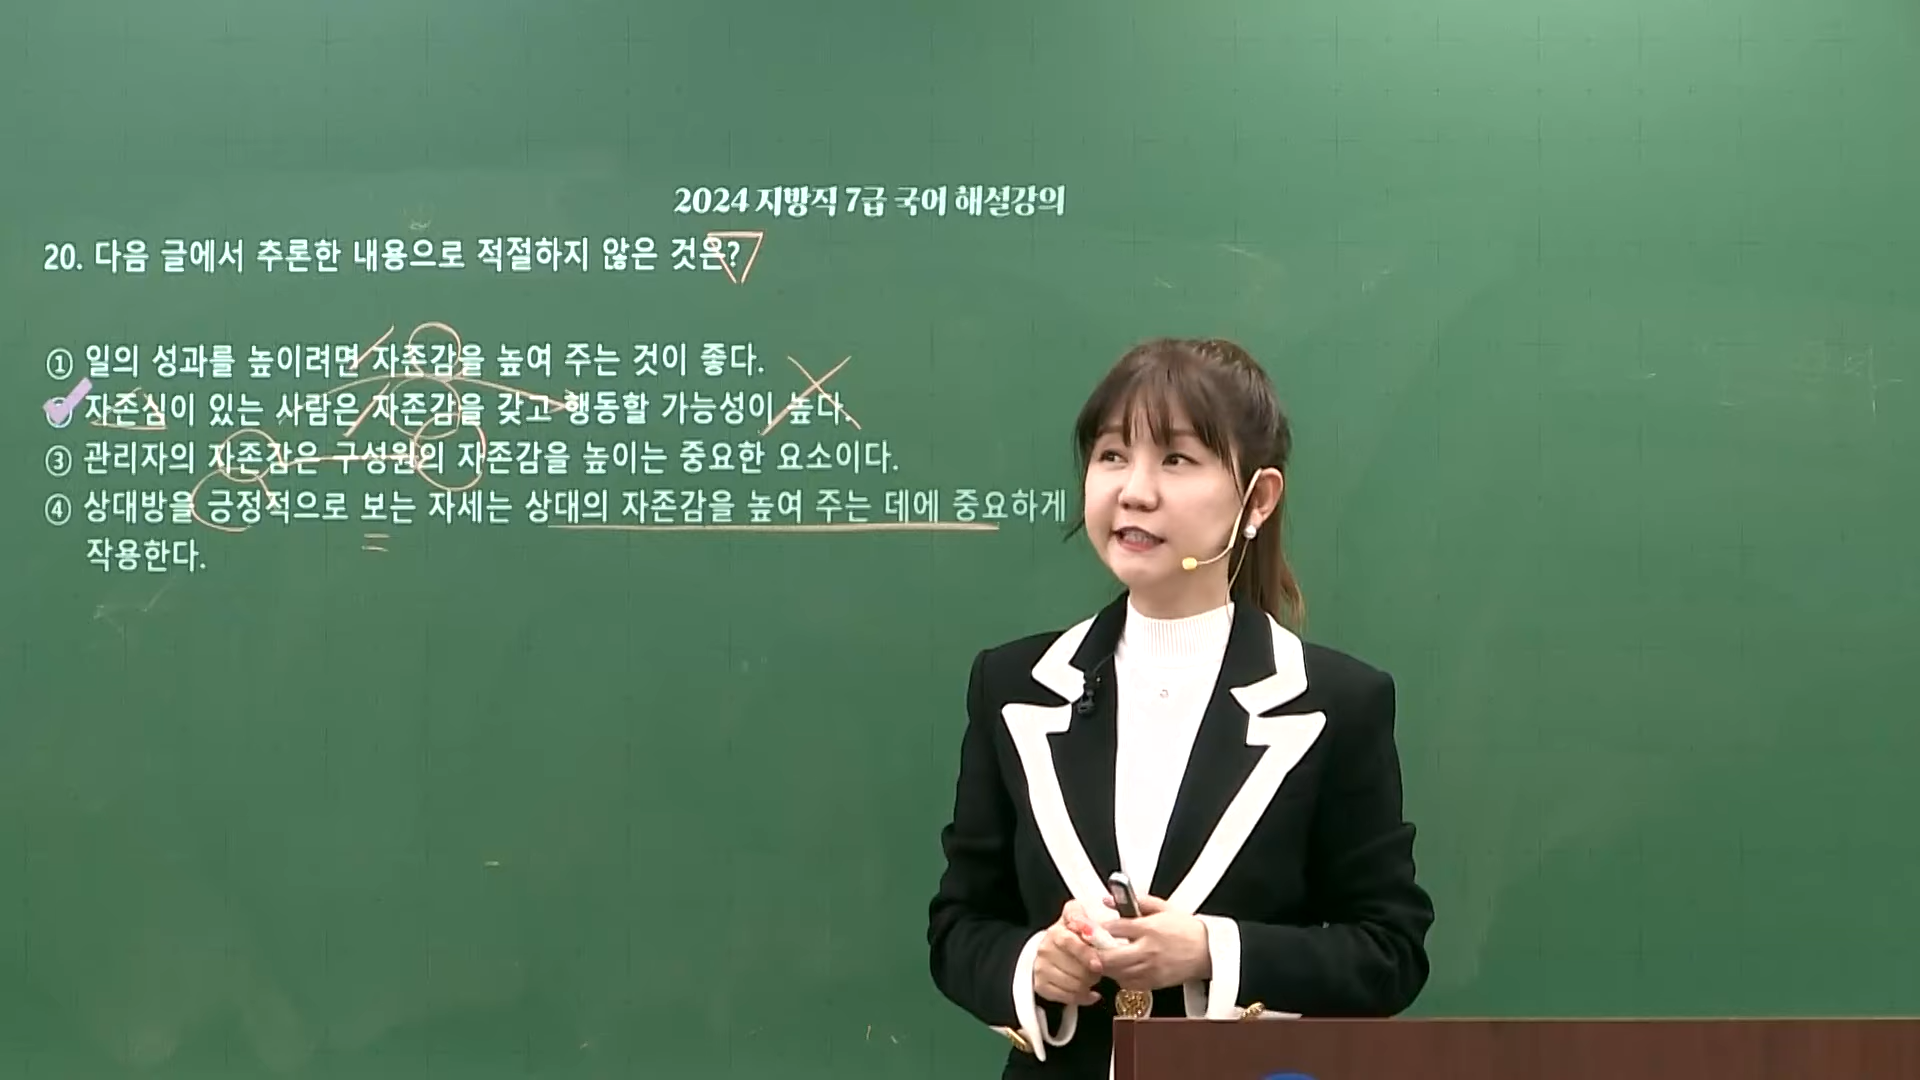 2024 지방직 7급 국어 해설강의
20. 다음 글에서 추론한 내용으로 적절하지 않은 것은?
① 일의 성과를 높이려면 자존감을 높여 주는 것이 좋다.
② 자존심이 있는 사람은 자존감을 갖고 행동할 가능성이 높다.
③ 관리자의 자존감은 구성원의 자존감을 높이는 중요한 요소이다.
④ 상대방을 긍정적으로 보는 자세는 상대의 자존감을 높여 주는 데에 중요하게
작용한다.